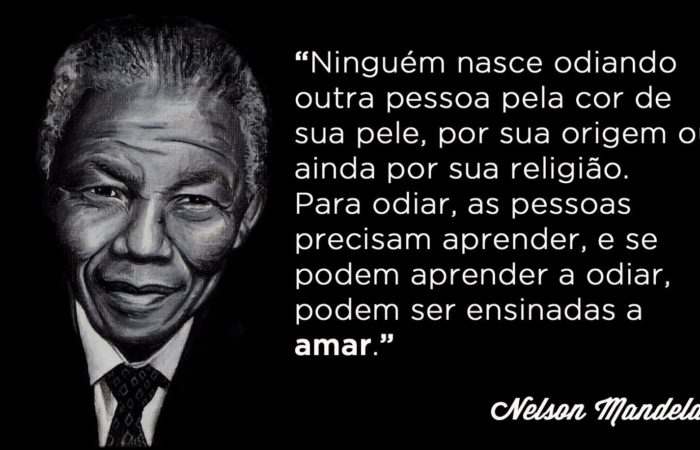 “Ninguém nasce odiando
outra pessoa pela cor de
sua pele, por sua origem o
ainda por sua religião.
Para odiar, as pessoas
precisam aprender, e se
podem aprender a odiar,
podem ser ensinadas a
amar.”
Nelson Mandela